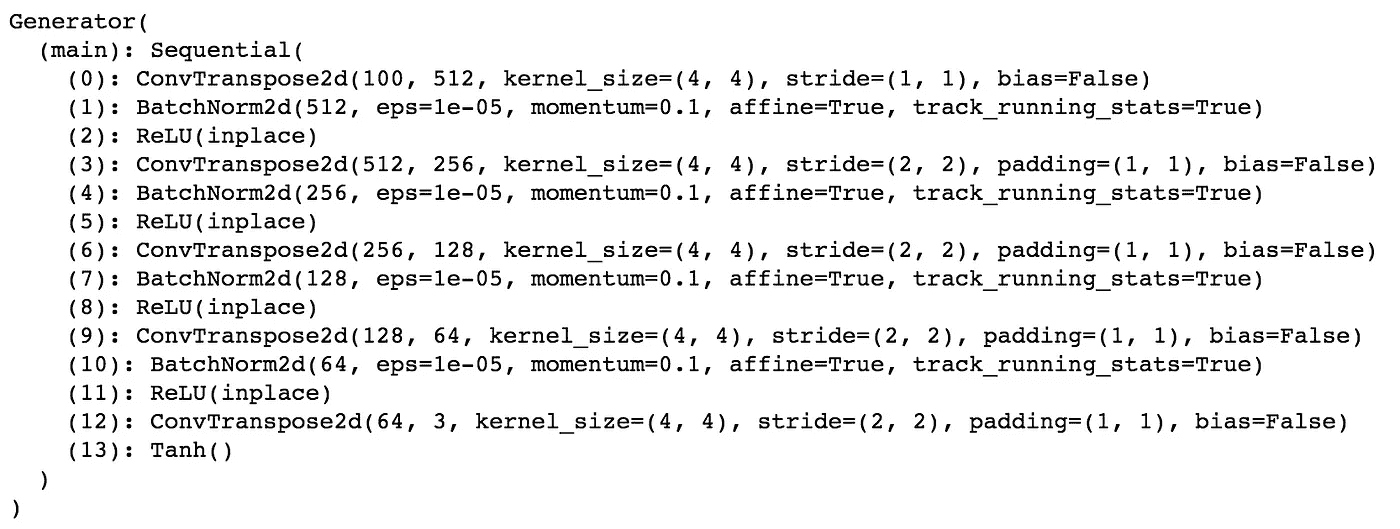 Generator(
  (main): Sequential(
    (0): ConvTranspose2d(100, 512, kernel_size=(4, 4), stride=(1, 1), bias=False)
    (1): BatchNorm2d(512, eps=1e-05, momentum=0.1, affine=True, track_running_stats=True)
    (2): ReLU(inplace)
    (3): ConvTranspose2d(512, 256, kernel_size=(4, 4), stride=(2, 2), padding=(1, 1), bias=False)
    (4): BatchNorm2d(256, eps=1e-05, momentum=0.1, affine=True, track_running_stats=True)
    (5): ReLU(inplace)
    (6): ConvTranspose2d(256, 128, kernel_size=(4, 4), stride=(2, 2), padding=(1, 1), bias=False)
    (7): BatchNorm2d(128, eps=1e-05, momentum=0.1, affine=True, track_running_stats=True)
    (8): ReLU(inplace)
    (9): ConvTranspose2d(128, 64, kernel_size=(4, 4), stride=(2, 2), padding=(1, 1), bias=False)
    (10): BatchNorm2d(64, eps=1e-05, momentum=0.1, affine=True, track_running_stats=True)
    (11): ReLU(inplace)
    (12): ConvTranspose2d(64, 3, kernel_size=(4, 4), stride=(2, 2), padding=(1, 1), bias=False)
    (13): Tanh()
  )
)